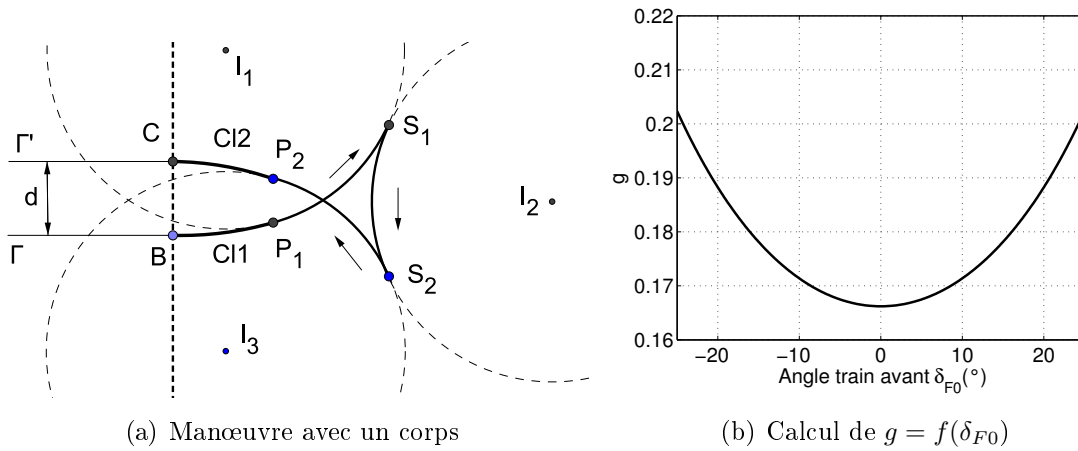 I1
C
Cl2
P2
S1
Γ'
d
I2
Γ
B
Cl1
P1
S2
I3
(a) Manœuvre avec un corps
0.22
0.21
0.2
0.19
0.18
0.17
0.16
g
−20 −10 0 10 20
Angle train avant δF0(°)
(b) Calcul de g = f(δF0)